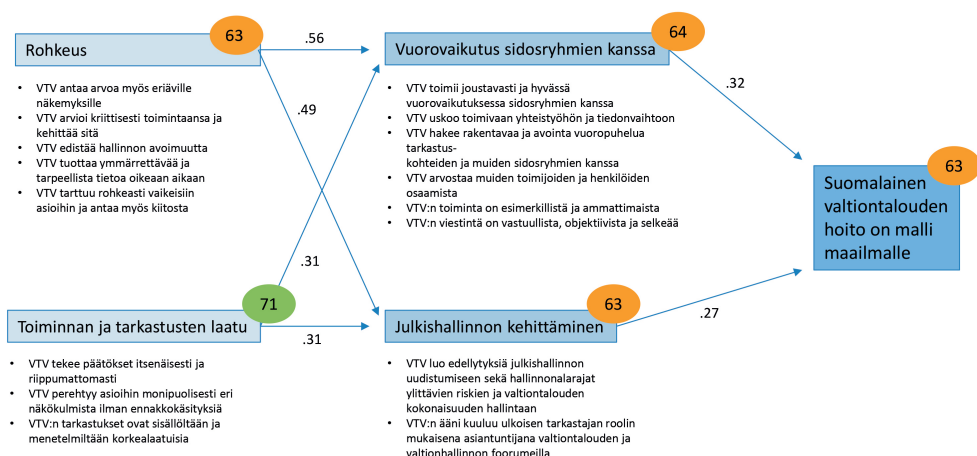 Rohkeus
63
• VTV antaa arvoa myös eriäville
näkemyksille
• VTV arvioi kriittisesti toimintaansa ja
kehittää sitä
• VTV edistää hallinnon avoimuutta
• VTV tuottaa ymmärrettävää ja
tarpeellista tietoa oikeaan aikaan
• VTV tarttuu rohkeasti vaikeisiin
asioihin ja antaa myös kiitosta
.56
.49
.31
.31
Vuorovaikutus sidosryhmien kanssa
64
• VTV toimii joustavasti ja hyvässä
vuorovaikutuksessa sidosryhmien kanssa
• VTV uskoo toimivaan yhteistyöhön ja tiedonvaihtoon
• VTV hakee rakentavaa ja avointa vuoropuhelua
tarkastus-
kohteiden ja muiden sidosryhmien kanssa
• VTV arvostaa muiden toimijoiden ja henkilöiden
osaamista
• VTV:n toiminta on esimerkillistä ja ammattimaista
• VTV:n viestintä on vastuullista, objektiivista ja selkeää
.32
63
Suomalainen
valtiontalouden
hoito on malli
maailmalle
Toiminnan ja tarkastusten laatu
71
• VTV tekee päätökset itsenäisesti ja
riippumattomasti
• VTV perehtyy asioihin monipuolisesti eri
näkökulmista ilman ennakkokäsityksiä
• VTV:n tarkastukset ovat sisällöltään ja
menetelmiltään korkealaatuisia
Julkishallinnon kehittäminen
63
• VTV luo edellytyksiä julkishallinnon
uudistumiseen sekä hallinnonalarajat
ylittävien riskien ja valtiontalouden
kokonaisuuden hallintaan
• VTV:n ääni kuuluu ulkoisen tarkastajan roolin
mukaisena asiantuntijana valtiontalouden ja
valtionhallinnon foorumeilla
.27